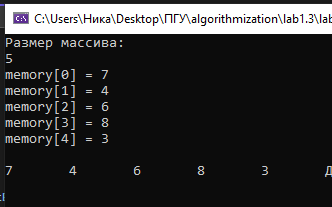 C:\Users\Ника\Desktop\ПГУ\algorithmization\lab1.3\lab
Размер массива:
5
memory[0] = 7
memory[1] = 4
memory[2] = 6
memory[3] = 8
memory[4] = 3
7 4 6 8 3 Д